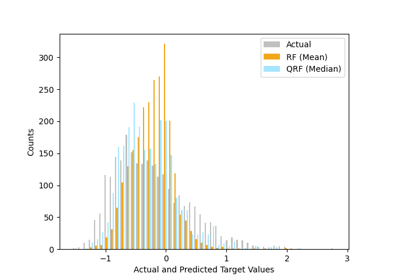 300
250
200
150
100
50
0
Counts
Actual
RF (Mean)
QRF (Median)
−1
0
1
2
3
Actual and Predicted Target Values